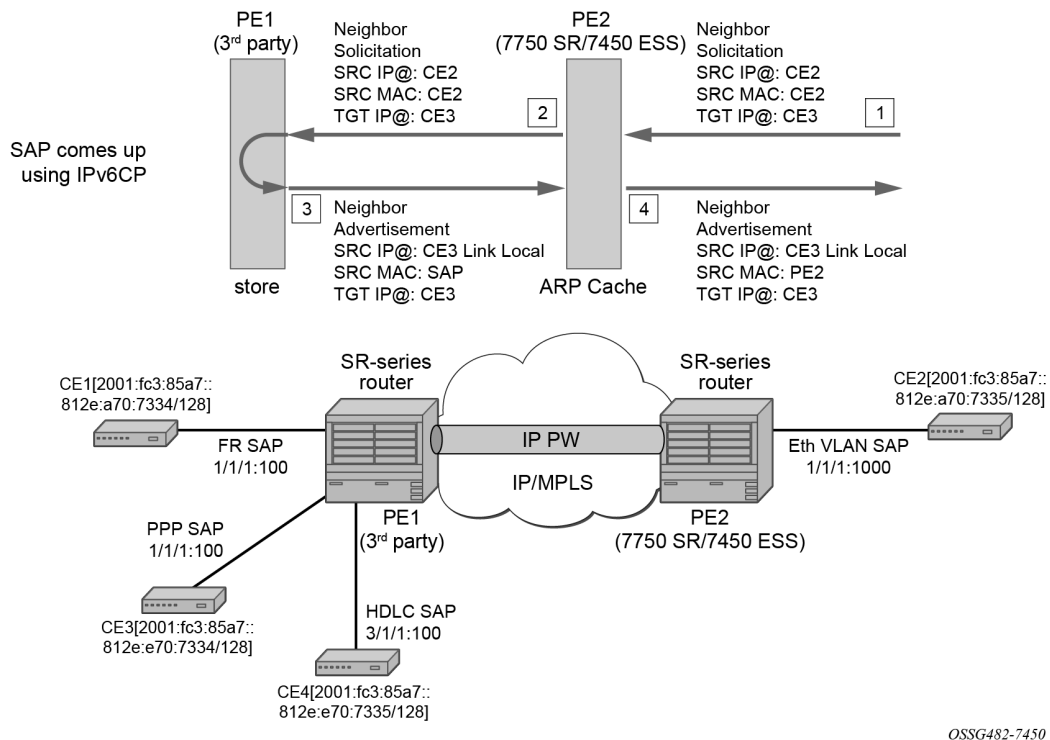 PE1
(3rd party)
PE2
(7750 SR/7450 ESS)
Neighbor
Solicitation
SRC IP@: CE2
SRC MAC: CE2
TGT IP@: CE3
2
Neighbor
Solicitation
SRC IP@: CE2
SRC MAC: CE2
TGT IP@: CE3
1
SAP comes up
using IPv6CP
3
Neighbor
Advertisement
SRC IP@: CE3 Link Local
SRC MAC: SAP
TGT IP@: CE3
4
Neighbor
Advertisement
SRC IP@: CE3 Link Local
SRC MAC: PE2
TGT IP@: CE3
store
ARP Cache
SR-series
router
SR-series
router
CE1[2001:fc3:85a7::
812e:a70:7334/128]
CE2[2001:fc3:85a7::
812e:a70:7335/128]
FR SAP
1/1/1:100
IP PW
IP/MPLS
Eth VLAN SAP
1/1/1:1000
PE1
(3rd party)
PE2
(7750 SR/7450 ESS)
PPP SAP
1/1/1:100
CE3[2001:fc3:85a7::
812e:e70:7334/128]
HDLC SAP
3/1/1:100
CE4[2001:fc3:85a7::
812e:e70:7335/128]
OSSG482-7450